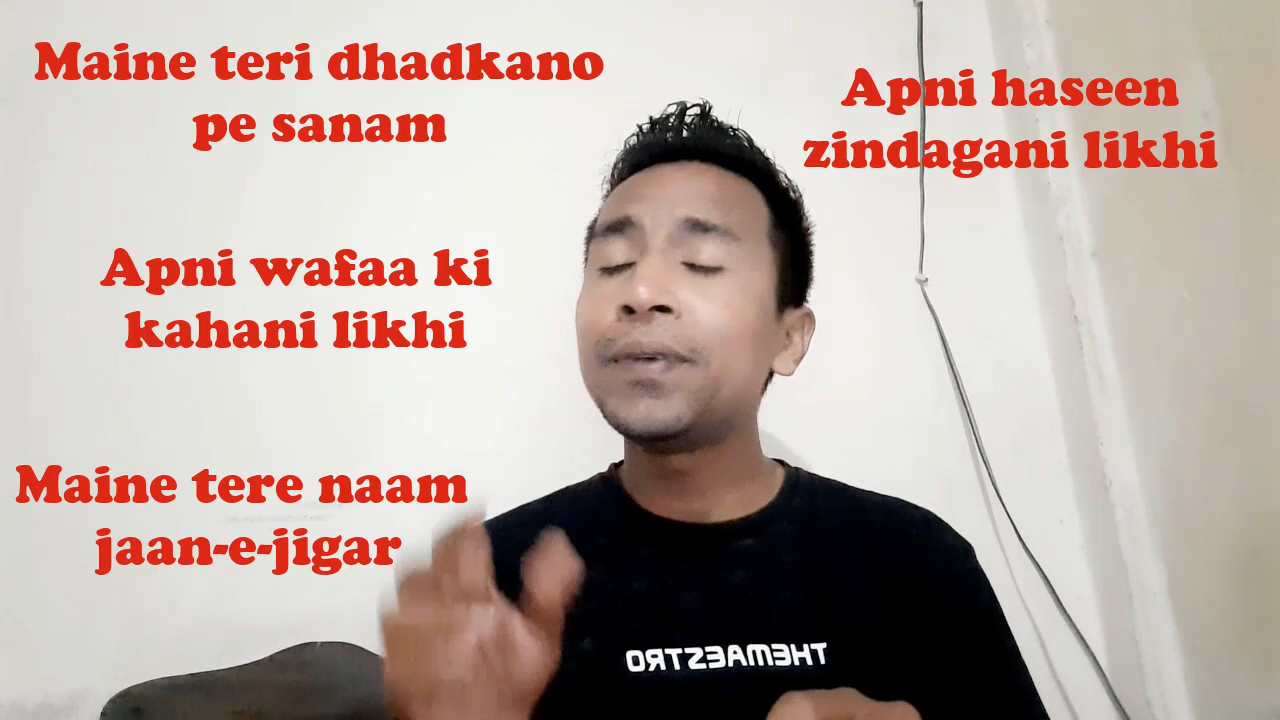 Maine teri dhadkano
pe sanam
Apni wafaa ki
kahani likhi
Maine tere naam
jaan-e-jigar
Apni haseen
zindagani likhi
THEMAESTRO